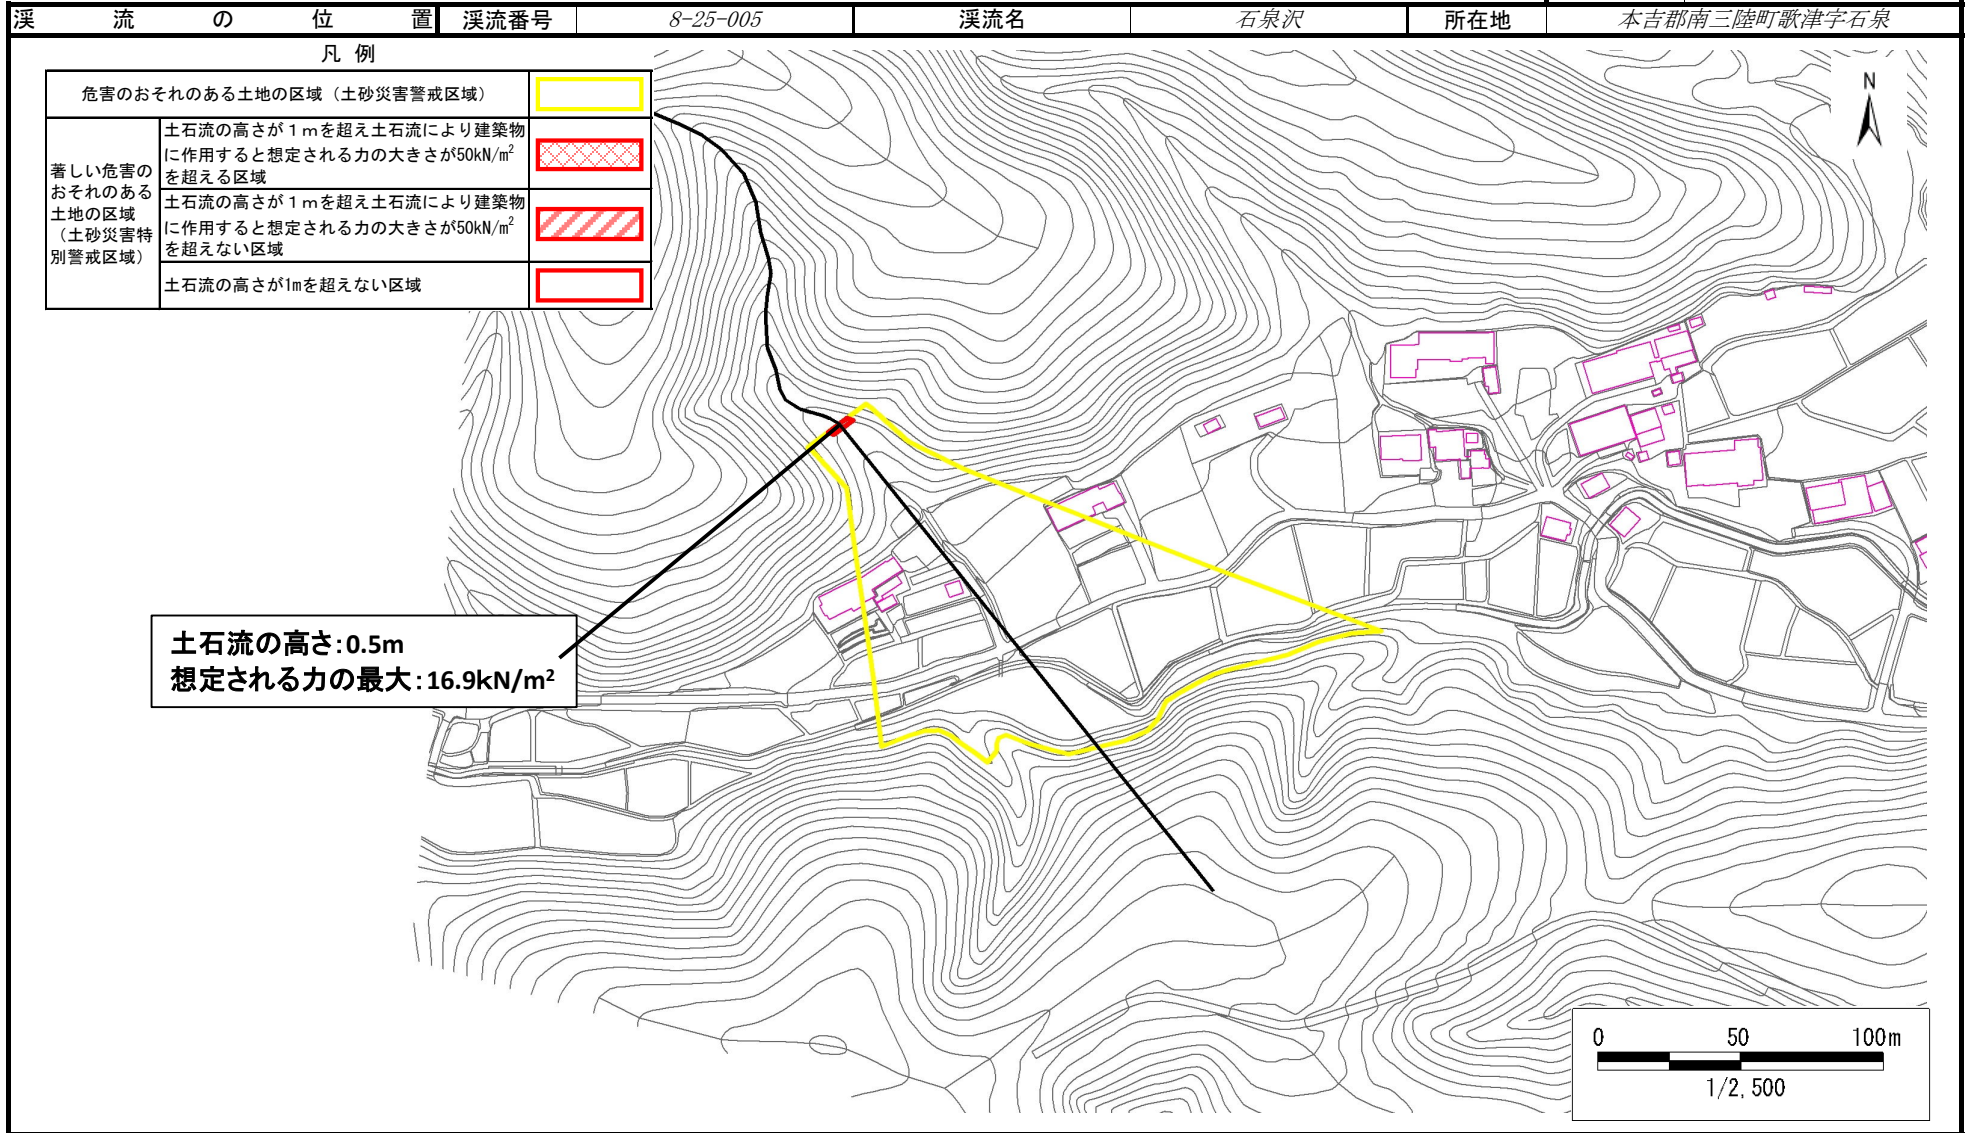 渓流の位置 渓流番号 8-25-005 渓流名 石泉沢 所在地 本吉郡南三陸町歌津字石泉
凡 例
危害のおそれのある土地の区域（土砂災害警戒区域）
著しい危害の
おそれのある
土地の区域
（土砂災害特
別警戒区域）
土石流の高さが１ｍを超え土石流により建築物
に作用すると想定される力の大きさが50kN/m²
を超える区域
土石流の高さが１ｍを超え土石流により建築物
に作用すると想定される力の大きさが50kN/m²
を超えない区域
土石流の高さが1mを超えない区域
N
土石流の高さ:0.5m
想定される力の最大:16.9kN/m²
0 50 100m
1/2,500